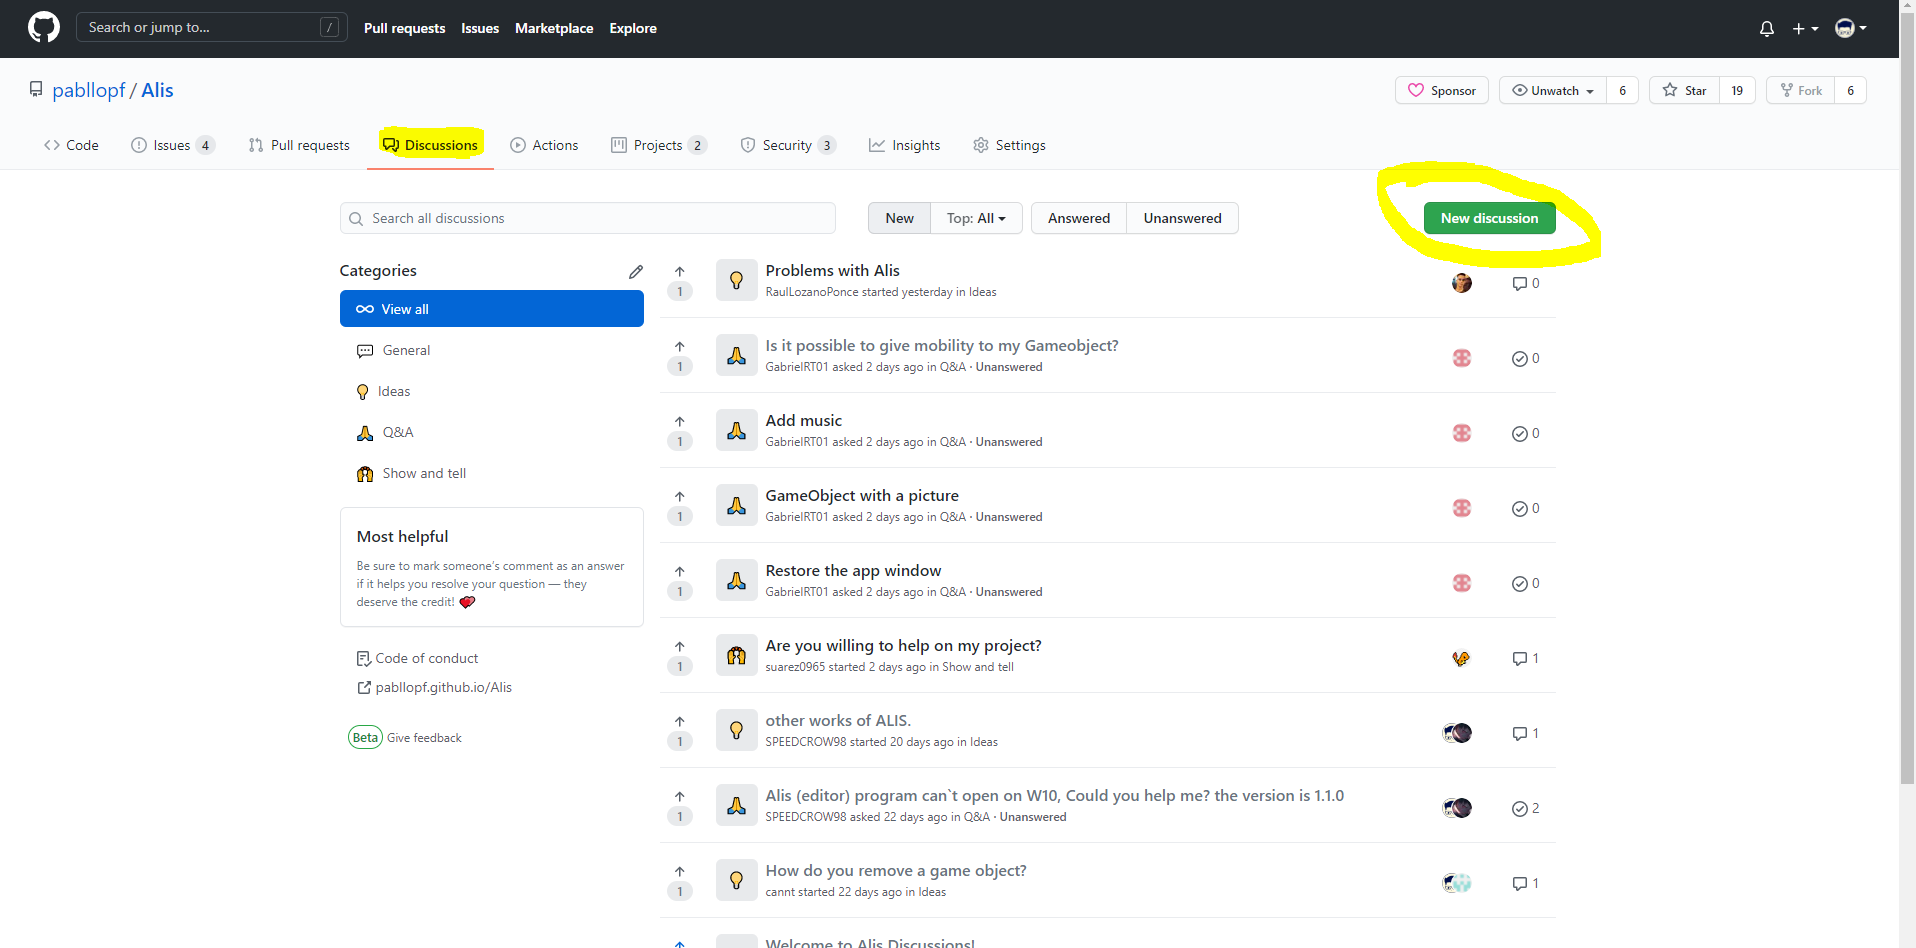 Search or jump to... /
Pull requests Issues Marketplace Explore
pabllopf / Alis
Sponsor Unwatch 6 Star 19 Fork 6
Code Issues 4 Pull requests Discussions Actions Projects 2 Security 3 Insights Settings
Search all discussions
New Top: All Answered Unanswered New discussion
Categories
View all
General
Ideas
Q&A
Show and tell
Most helpful
Be sure to mark someone's comment as an answer
if it helps you resolve your question — they
deserve the credit!
Code of conduct
pabllopf.github.io/Alis
Beta Give feedback
Problems with Alis
1 RaulLozanoPonce started yesterday in Ideas 0
Is it possible to give mobility to my Gameobject?
1 GabrielRT01 asked 2 days ago in Q&A · Unanswered 0
Add music
1 GabrielRT01 asked 2 days ago in Q&A · Unanswered 0
GameObject with a picture
1 GabrielRT01 asked 2 days ago in Q&A · Unanswered 0
Restore the app window
1 GabrielRT01 asked 2 days ago in Q&A · Unanswered 0
Are you willing to help on my project?
1 suarez0965 started 2 days ago in Show and tell 1
other works of ALIS.
1 SPEEDCROW98 started 20 days ago in Ideas 1
Alis (editor) program can`t open on W10, Could you help me? the version is 1.1.0
1 SPEEDCROW98 asked 22 days ago in Q&A · Unanswered 2
How do you remove a game object?
1 cannt started 22 days ago in Ideas 1
Welcome to Alis Discussions!